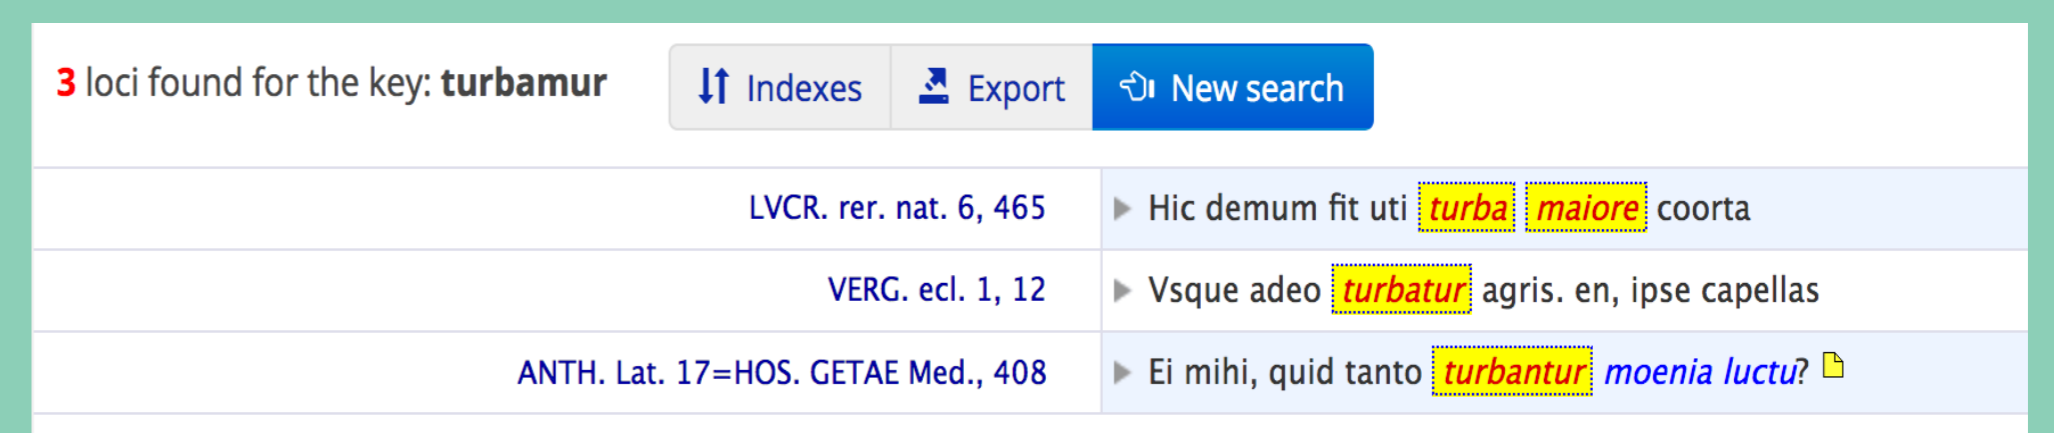 3 loci found for the key: turbamur
Indexes Export New search
LVCR. rer. nat. 6, 465 Hic demum fit uti turba maiore coorta
VERG. ecl. 1, 12 Vsque adeo turbatur agris. en, ipse capellas
ANTH. Lat. 17=HOS. GETAE Med., 408 Ei mihi, quid tanto turbantur moenia luctu?